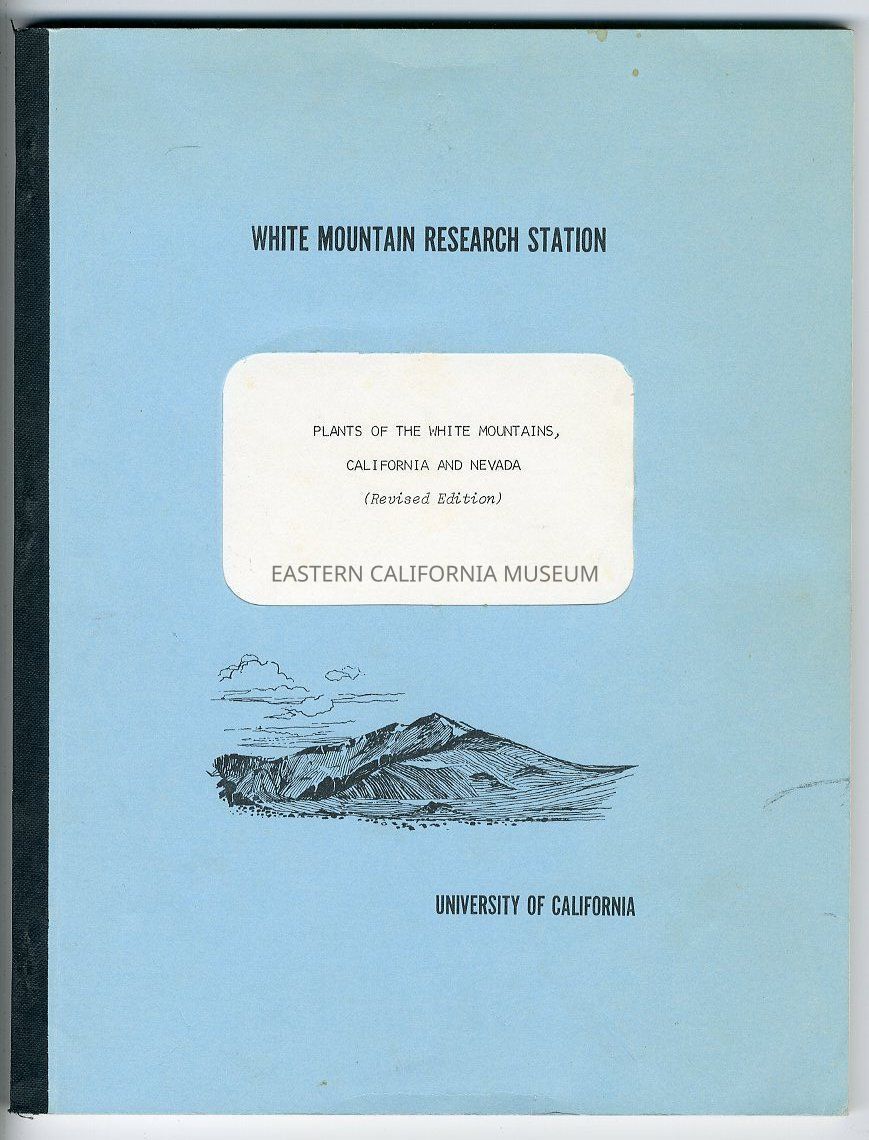 WHITE MOUNTAIN RESEARCH STATION
PLANTS OF THE WHITE MOUNTAINS,
CALIFORNIA AND NEVADA
(Revised Edition)
EASTERN CALIFORNIA MUSEUM
UNIVERSITY OF CALIFORNIA